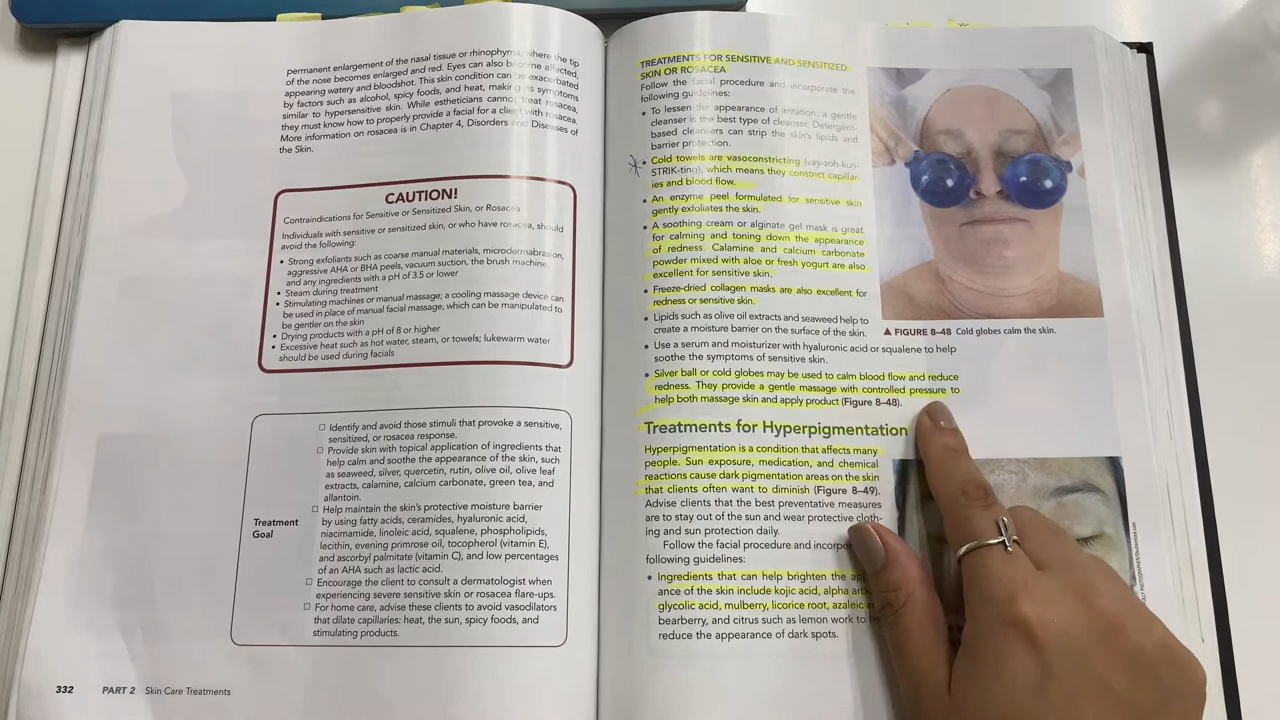 permanent enlargement of the nasal tissue or rhinophyma, where the tip
of the nose becomes enlarged and red. Eyes can also become affected,
appearing watery and bloodshot. This skin condition can be exacerbated
by factors such as alcohol, spicy foods, and heat, making its symptoms
similar to hypersensitive skin. While estheticians cannot treat rosacea,
they must know how to properly provide a facial for a client with rosacea.
More information on rosacea is in Chapter 4, Disorders and Diseases of
the Skin.
CAUTION!
Contraindications for Sensitive or Sensitized Skin, or Rosacea
Individuals with sensitive or sensitized skin, or who have rosacea, should
avoid the following:
• Strong exfoliants such as coarse manual materials, microdermabrasion,
aggressive AHA or BHA peels, vacuum suction, the brush machine,
and any ingredients with a pH of 3.5 or lower
• Steam during treatment
• Stimulating machines or manual massage; a cooling massage device can
be used in place of manual facial massage, which can be manipulated to
be gentler on the skin
• Drying products with a pH of 8 or higher
• Excessive heat such as hot water, steam, or towels; lukewarm water
should be used during facials
Treatment
Goal
☐ Identify and avoid those stimuli that provoke a sensitive,
sensitized, or rosacea response.
☐ Provide skin with topical application of ingredients that
help calm and soothe the appearance of the skin, such
as seaweed, silver, quercetin, rutin, olive oil, olive leaf
extracts, calamine, calcium carbonate, green tea, and
allantoin.
☐ Help maintain the skin's protective moisture barrier
by using fatty acids, ceramides, hyaluronic acid,
niacinamide, linoleic acid, squalene, phospholipids,
lecithin, evening primrose oil, tocopherol (vitamin E),
and ascorbyl palmitate (vitamin C), and low percentages
of an AHA such as lactic acid.
☐ Encourage the client to consult a dermatologist when
experiencing severe sensitive skin or rosacea flare-ups.
☐ For home care, advise these clients to avoid vasodilators
that dilate capillaries: heat, the sun, spicy foods, and
stimulating products.
332 PART 2 Skin Care Treatments
TREATMENTS FOR SENSITIVE AND SENSITIZED
SKIN OR ROSACEA
Follow the facial procedure and incorporate the
following guidelines:
• To lessen the appearance of irritation, a gentle
cleanser is the best type of cleanser. Detergent-
based cleansers can strip the skin's lipids and
barrier protection.
• Cold towels are vasoconstricting (vay-zoh-kun-
STRIK-ting), which means they constrict capillar-
ies and blood flow.
• An enzyme peel formulated for sensitive skin
gently exfoliates the skin.
• A soothing cream or alginate gel mask is great
for calming and toning down the appearance
of redness. Calamine and calcium carbonate
powder mixed with aloe or fresh yogurt are also
excellent for sensitive skin.
• Freeze-dried collagen masks are also excellent for
redness or sensitive skin.
• Lipids such as olive oil extracts and seaweed help to
create a moisture barrier on the surface of the skin.
• Use a serum and moisturizer with hyaluronic acid or squalene to help
soothe the symptoms of sensitive skin.
• Silver ball or cold globes may be used to calm blood flow and reduce
redness. They provide a gentle massage with controlled pressure to
help both massage skin and apply product (Figure 8–48).
▲ FIGURE 8–48 Cold globes calm the skin.
Treatments for Hyperpigmentation
Hyperpigmentation is a condition that affects many
people. Sun exposure, medication, and chemical
reactions cause dark pigmentation areas on the skin
that clients often want to diminish (Figure 8–49).
Advise clients that the best preventative measures
are to stay out of the sun and wear protective cloth-
ing and sun protection daily.
Follow the facial procedure and incorpo
following guidelines:
• Ingredients that can help brighten the
ance of the skin include kojic acid, alpha
glycolic acid, mulberry, licorice root, azaleic
bearberry, and citrus such as lemon work to
reduce the appearance of dark spots.